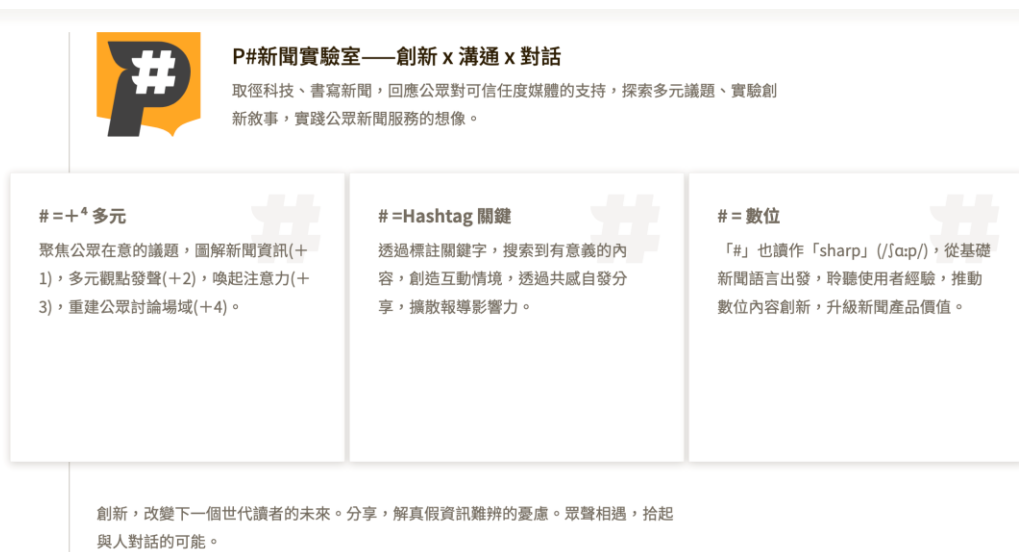 P#新聞實驗室——創新 x 溝通 x 對話
取徑科技、書寫新聞，回應公眾對可信任度媒體的支持，探索多元議題、實驗創
新敘事，實踐公眾新聞服務的想像。
# =＋⁴ 多元
聚焦公眾在意的議題，圖解新聞資訊(＋
1)，多元觀點發聲(＋2)，喚起注意力(＋
3)，重建公眾討論場域(＋4)。
# =Hashtag 關鍵
透過標註關鍵字，搜索到有意義的內
容，創造互動情境，透過共感自發分
享，擴散報導影響力。
# = 數位
「#」也讀作「sharp」(/ʃɑːp/)，從基礎
新聞語言出發，聆聽使用者經驗，推動
數位內容創新，升級新聞產品價值。
創新，改變下一個世代讀者的未來。分享，解真假資訊難辨的憂慮。眾聲相遇，拾起
與人對話的可能。